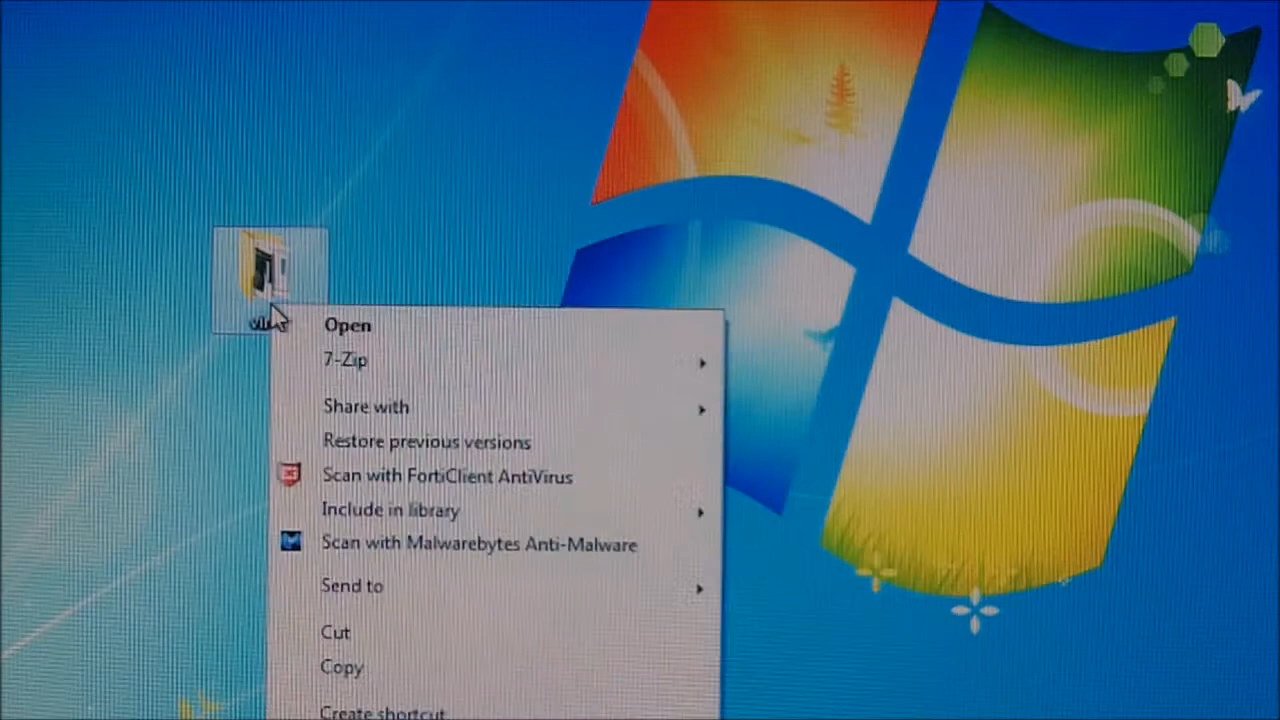 Open
7-Zip
Share with
Restore previous versions
Scan with FortiClient AntiVirus
Include in library
Scan with Malwarebytes Anti-Malware
Send to
Cut
Copy
Create shortcut